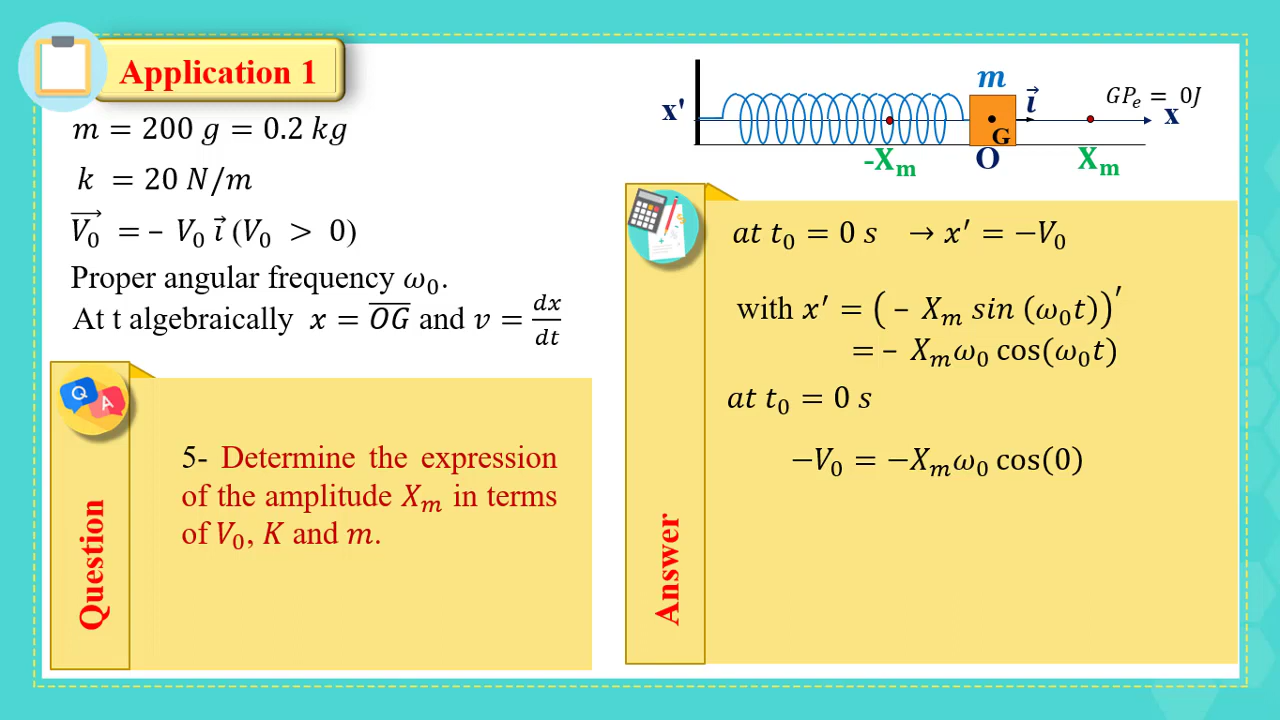 Application 1
m = 200 g = 0.2 kg
k = 20 N/m
V₀⃗ = – V₀ i⃗ (V₀ > 0)
Proper angular frequency ω₀.
At t algebraically x = O͞G͞ and v = dx/dt
x'
m
i⃗
GPₑ = 0J
x
G
-Xₘ
O
Xₘ
Question
5- Determine the expression
of the amplitude Xₘ in terms
of V₀, K and m.
Answer
at t₀ = 0 s → x′ = −V₀
with x′ = (– Xₘ sin (ω₀t))′
= – Xₘω₀ cos(ω₀t)
at t₀ = 0 s
−V₀ = −Xₘω₀ cos(0)
Q
A